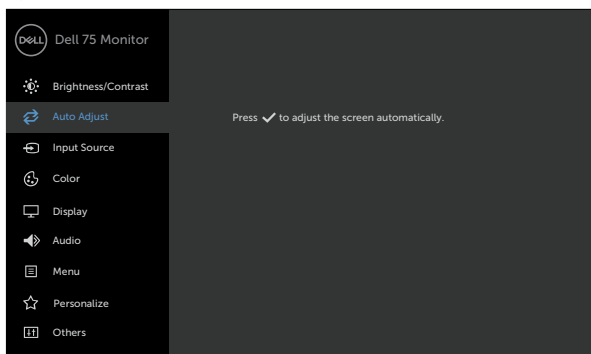 DELL Dell 75 Monitor
Brightness/Contrast
Auto Adjust
Press ✓ to adjust the screen automatically.
Input Source
Color
Display
Audio
Menu
Personalize
Others